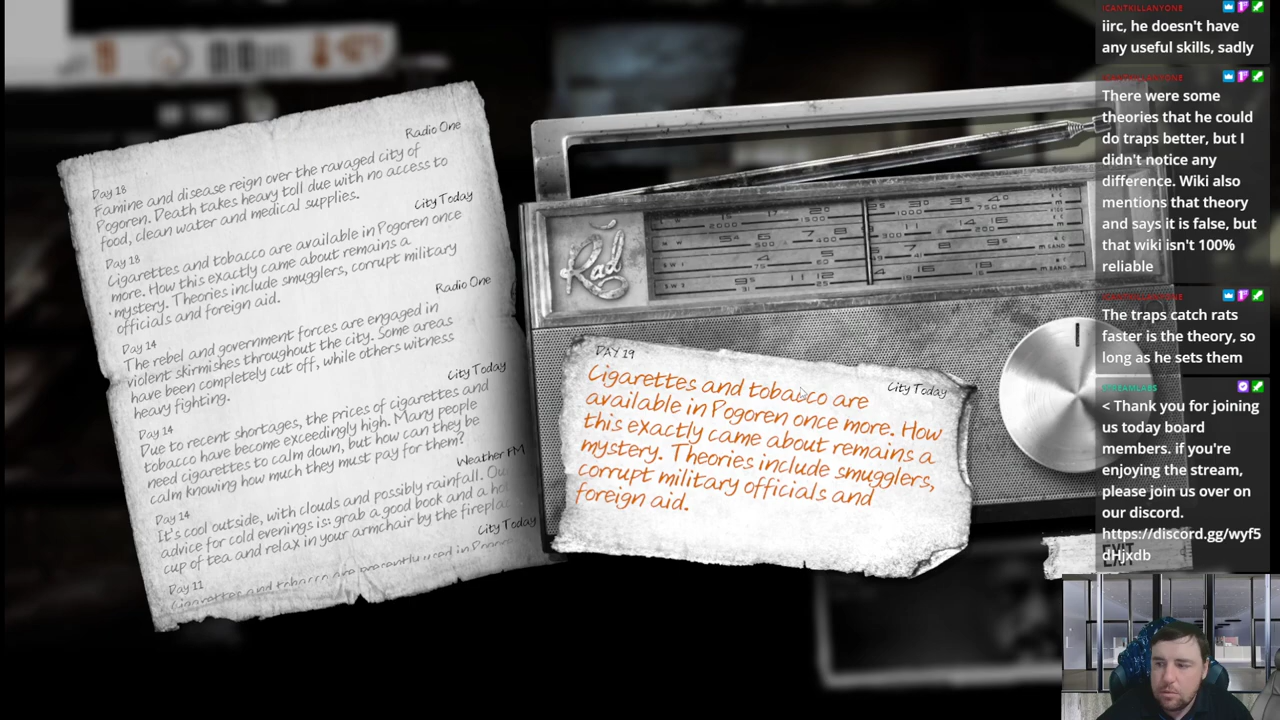 Radio One
Day 18
Famine and disease reign over the ravaged city of
Pogoren. Death takes heavy toll due with no access to
food, clean water and medical supplies.
City Today
Day 18
Cigarettes and tobacco are available in Pogoren once
more. How this exactly came about remains a
mystery. Theories include smugglers, corrupt military
officials and foreign aid.
Radio One
Day 14
The rebel and government forces are engaged in
violent skirmishes throughout the city. Some areas
have been completely cut off, while others witness
heavy fighting.
City Today
Day 14
Due to recent shortages, the prices of cigarettes and
tobacco have become exceedingly high. Many people
need cigarettes to calm down, but how can they be
calm knowing how much they must pay for them?
Weather FM
Day 14
It's cool outside, with clouds and possibly rainfall. Our
advice for cold evenings is: grab a good book and a
cup of tea and relax in your armchair by the
City Today
Day 11
Cigarettes and tobacco are
Rad
DAY 19
City Today
Cigarettes and tobacco are
available in Pogoren once more. How
this exactly came about remains a
mystery. Theories include smugglers,
corrupt military officials and
foreign aid.
EXIT
ICANTKILLANYONE
iirc, he doesn't have
any useful skills, sadly
There were some
theories that he could
do traps better, but I
didn't notice any
difference. Wiki also
mentions that theory
and says it is false, but
that wiki isn't 100%
reliable
The traps catch rats
faster is the theory, so
long as he sets them
STREAMLABS
< Thank you for joining
us today board
members. if you're
enjoying the stream,
please join us over on
our discord.
https://discord.gg/wyf5
dHjxdb